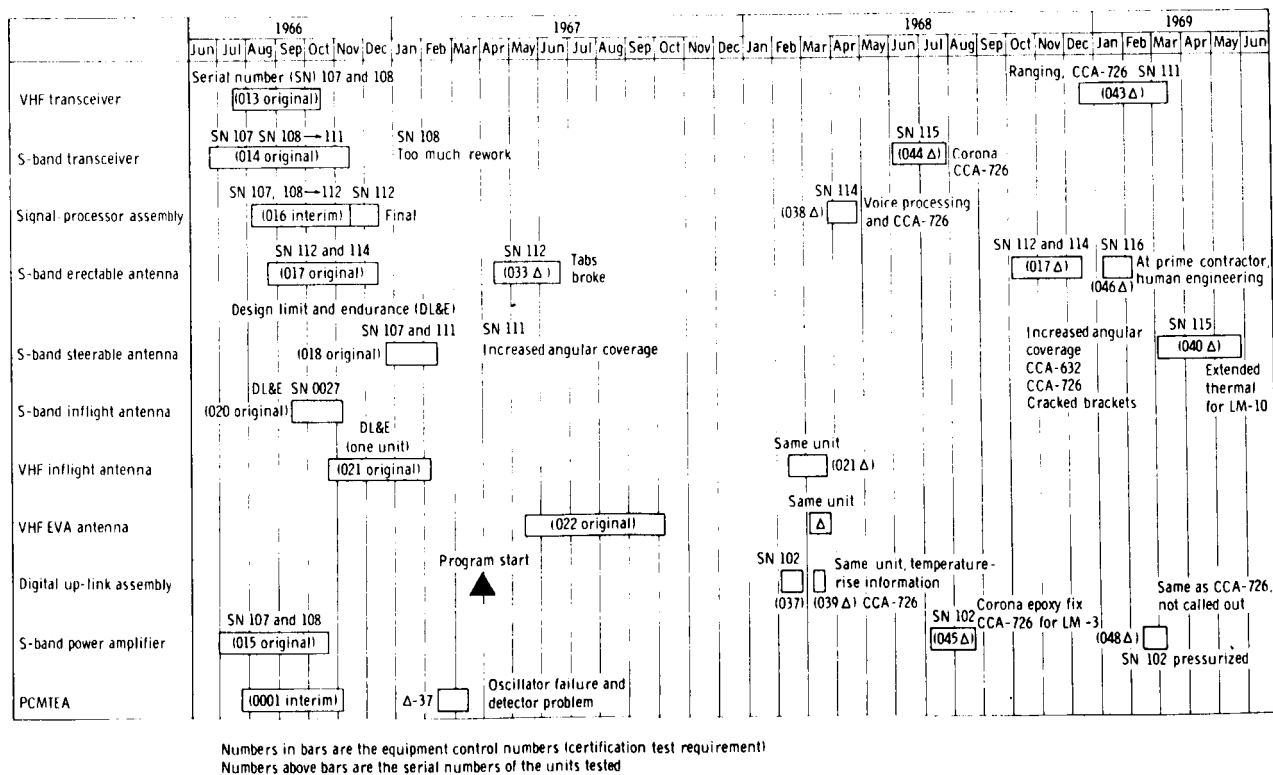 1966 1967 1968 1969
Jun Jul Aug Sep Oct Nov Dec Jan Feb Mar Apr May Jun Jul Aug Sep Oct Nov Dec Jan Feb Mar Apr May Jun Jul Aug Sep Oct Nov Dec Jan Feb Mar Apr May Jun
Serial number (SN) 107 and 108
Ranging, CCA-726 SN 111
VHF transceiver
(013 original)
(043 Δ)
SN 107 SN 108→111
SN 108
SN 115
S-band transceiver
(014 original)
Too much rework
(044 Δ)
Corona
CCA-726
SN 107, 108→112 SN 112
SN 114
Signal-processor assembly
(016 interim)
Final
(038 Δ)
Voice processing
and CCA-726
SN 112 and 114
SN 112
SN 112 and 114
SN 116
S-band erectable antenna
(017 original)
(033 Δ)
Tabs
broke
(017 Δ)
(046 Δ)
At prime contractor,
human engineering
Design limit and endurance (DL&E)
SN 107 and 111
SN 111
SN 115
S-band steerable antenna
(018 original)
Increased angular coverage
Increased angular
coverage
CCA-632
CCA-726
Cracked brackets
(040 Δ)
Extended
thermal
for LM-10
DL&E SN 0027
S-band inflight antenna
(020 original)
DL&E
(one unit)
Same unit
VHF inflight antenna
(021 original)
(021 Δ)
Same unit
VHF EVA antenna
(022 original)
Δ
Program start
SN 102
Digital up-link assembly
(037)
Same unit, temperature-
rise information
(039 Δ) CCA-726
SN 107 and 108
SN 102
Corona epoxy fix
CCA-726 for LM-3
Same as CCA-726,
not called out
S-band power amplifier
(015 original)
(045 Δ)
(048 Δ)
SN 102 pressurized
PCMTEA
(0001 interim)
Δ-37
Oscillator failure and
detector problem
Numbers in bars are the equipment control numbers (certification test requirement)
Numbers above bars are the serial numbers of the units tested